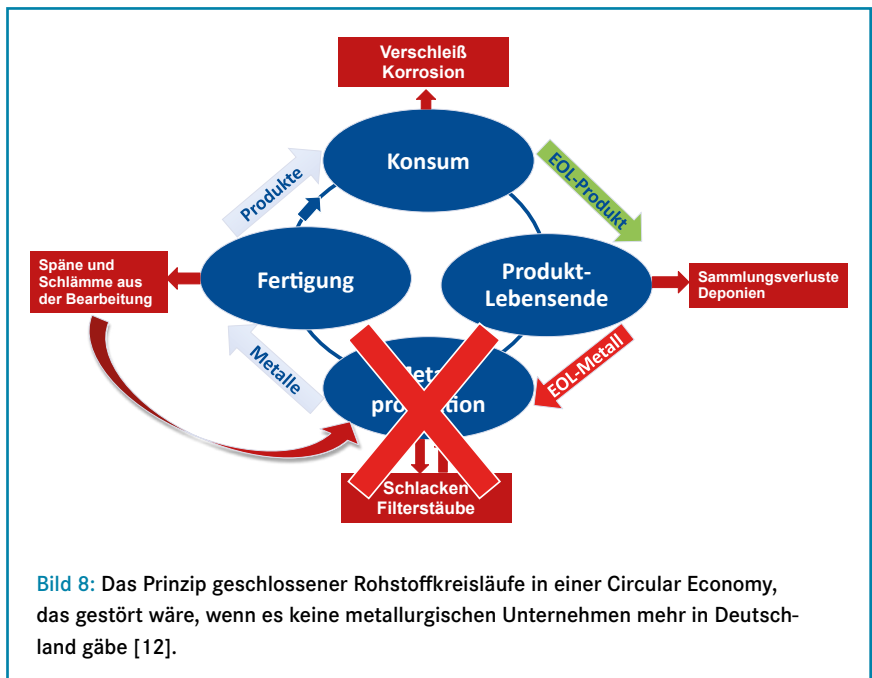 Verschleiß
Korrosion
Konsum
Produkte
EOL-Produkt
Späne und
Schlämme aus
der Bearbeitung
Fertigung
Produkt-
Lebensende
Sammlungsverluste
Deponien
Metalle
EOL-Metall
Schlacken
Filterstäube
Bild 8: Das Prinzip geschlossener Rohstoffkreisläufe in einer Circular Economy,
das gestört wäre, wenn es keine metallurgischen Unternehmen mehr in Deutsch-
land gäbe [12].